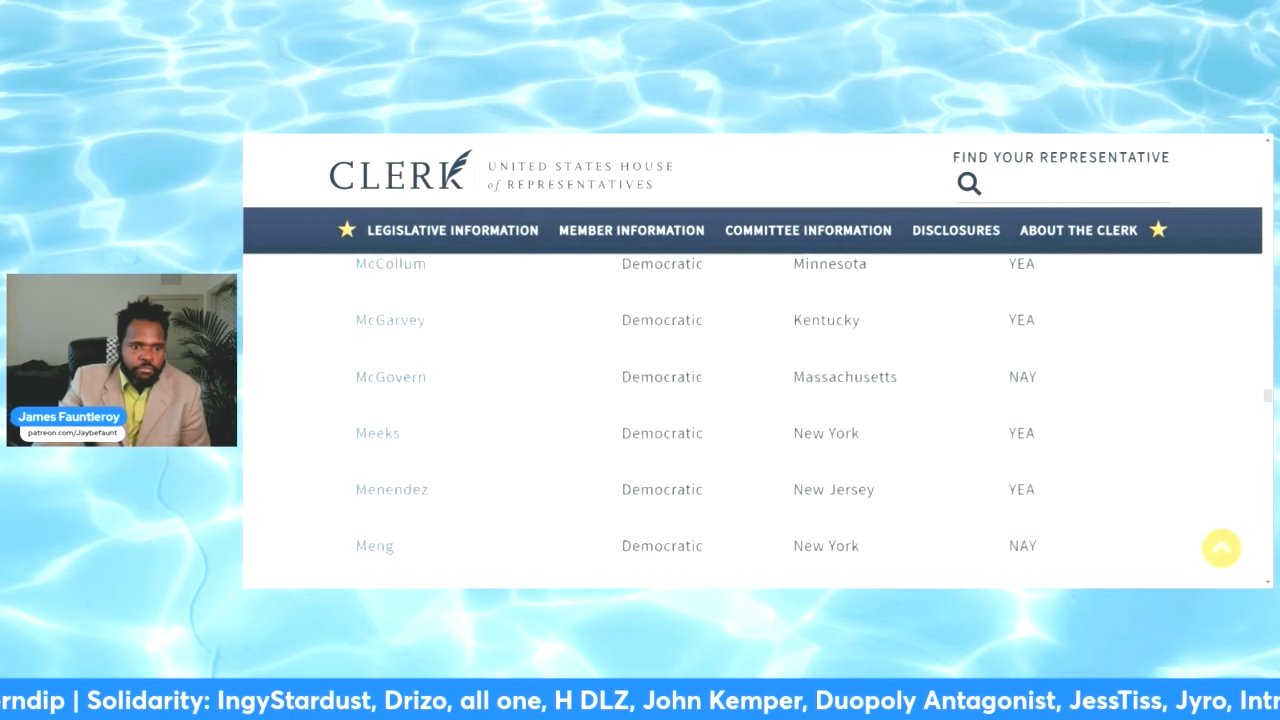 CLERK
UNITED STATES HOUSE
of REPRESENTATIVES
FIND YOUR REPRESENTATIVE
LEGISLATIVE INFORMATION MEMBER INFORMATION COMMITTEE INFORMATION DISCLOSURES ABOUT THE CLERK
McCollum Democratic Minnesota YEA
McGarvey Democratic Kentucky YEA
McGovern Democratic Massachusetts NAY
Meeks Democratic New York YEA
Menendez Democratic New Jersey YEA
Meng Democratic New York NAY
James Fauntleroy
patreon.com/Jaybefaunt
erndip | Solidarity: IngyStardust, Drizo, all one, H DLZ, John Kemper, Duopoly Antagonist, JessTiss, Jyro, Intr